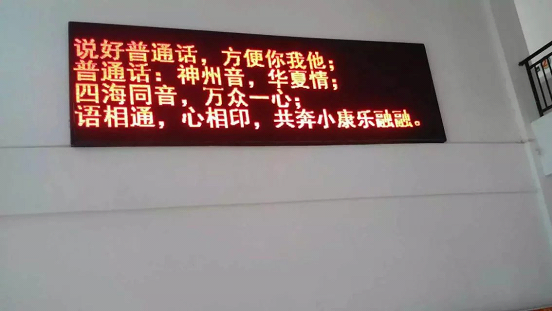 说好普通话，方便你我他；
普通话：神州音，华夏情；
四海同音，万众一心；
语相通，心相印，共奔小康乐融融。